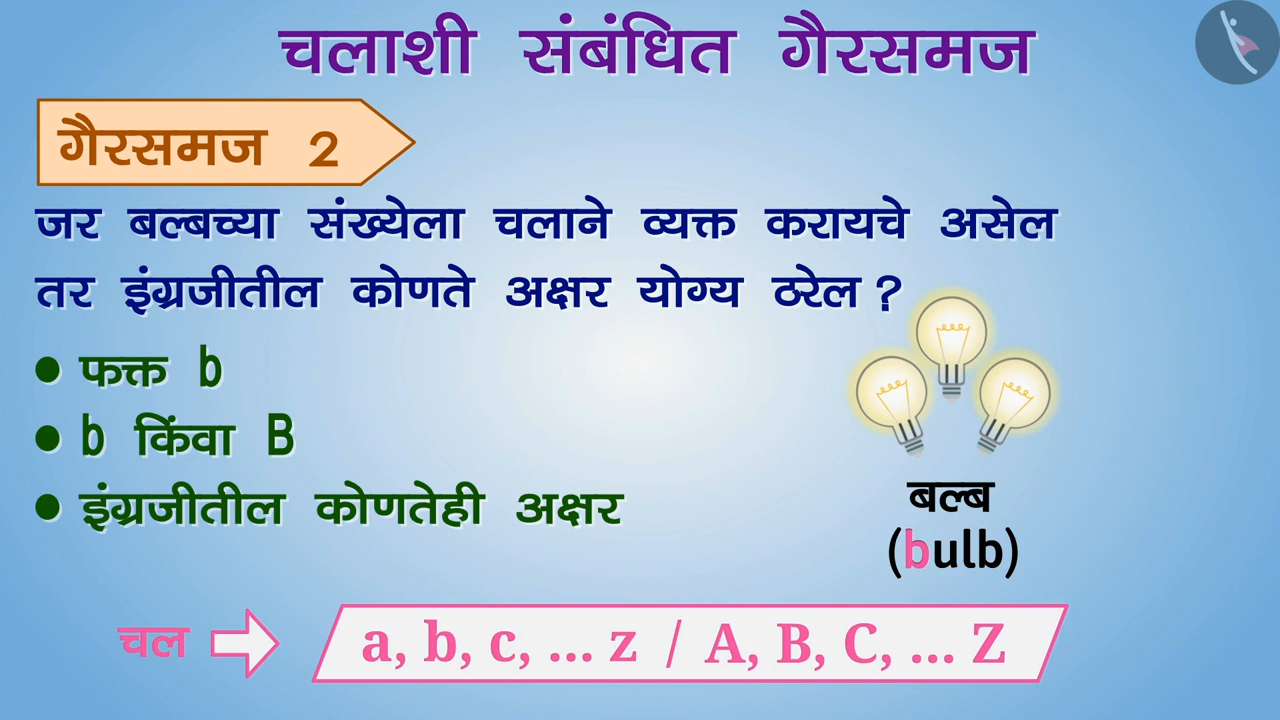 चलाशी संबंधित गैरसमज
गैरसमज 2
जर बल्बच्या संख्येला चलाने व्यक्त करायचे असेल
तर इंग्रजीतील कोणते अक्षर योग्य ठरेल ?
• फक्त b
• b किंवा B
• इंग्रजीतील कोणतेही अक्षर
बल्ब
(bulb)
चल
a, b, c, ... z / A, B, C, ... Z